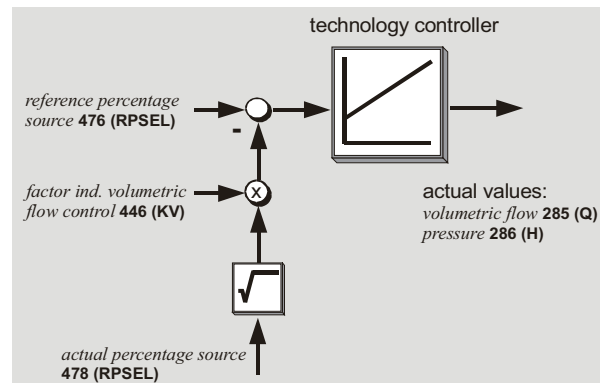 technology controller
reference percentage
source 476 (RPSEL)
-
factor ind. volumetric
flow control 446 (KV)
X
actual values:
volumetric flow 285 (Q)
pressure 286 (H)
√
actual percentage source
478 (RPSEL)